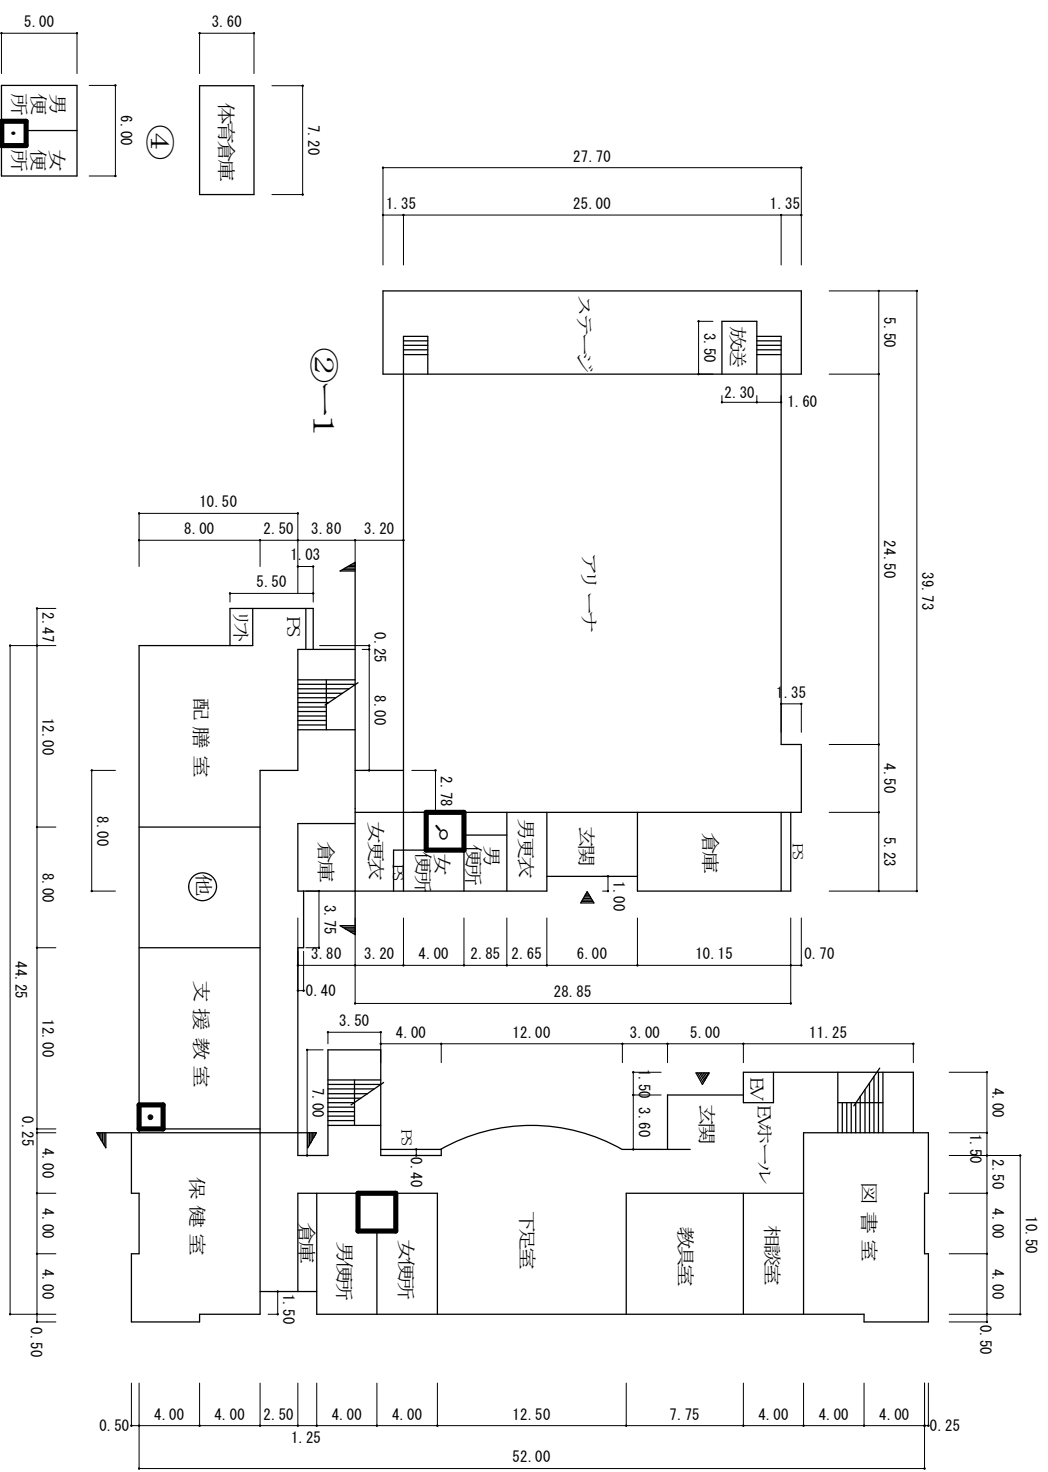 5.00
3.60
男便所
女便所
6.00
④
体育倉庫
7.20
27.70
1.35
25.00
1.35
ステージ
放送
3.50
2.30
1.60
5.50
24.50
39.73
②―1
アリーナ
1.35
4.50
5.23
10.50
8.00
2.50
3.80
3.20
1.03
5.50
リフト
PS
0.25
8.00
2.78
2.47
12.00
配膳室
8.00
8.00
他
倉庫
女更衣
PS
女便所
男便所
男更衣
玄関
倉庫
PS
1.00
3.75
3.80
3.20
4.00
2.85
2.65
6.00
10.15
0.70
0.40
28.85
44.25
12.00
支援教室
0.25
3.50
4.00
12.00
3.00
5.00
11.25
7.00
PS
0.40
1.50
3.60
玄関
EV
EVホール
4.00
1.50
2.50
4.00
4.00
10.50
0.50
4.00
4.00
4.00
0.50
保健室
倉庫
男便所
女便所
下足室
教具室
相談室
図書室
1.50
0.50
4.00
4.00
2.50
1.25
4.00
4.00
12.50
7.75
4.00
4.00
4.00
0.25
52.00